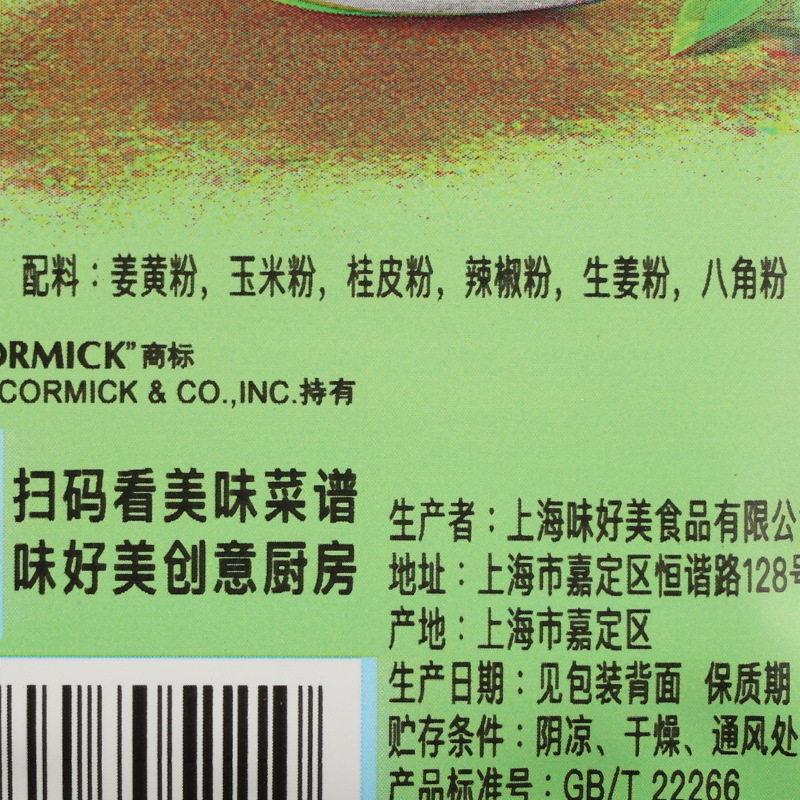 配料：姜黄粉，玉米粉，桂皮粉，辣椒粉，生姜粉，八角粉
ORMICK”商标
CORMICK & CO.,INC.持有
扫码看美味菜谱
味好美创意厨房
生产者：上海味好美食品有限公
地址：上海市嘉定区恒谐路128号
产地：上海市嘉定区
生产日期：见包装背面 保质期
贮存条件：阴凉、干燥、通风处
产品标准号：GB/T 22266